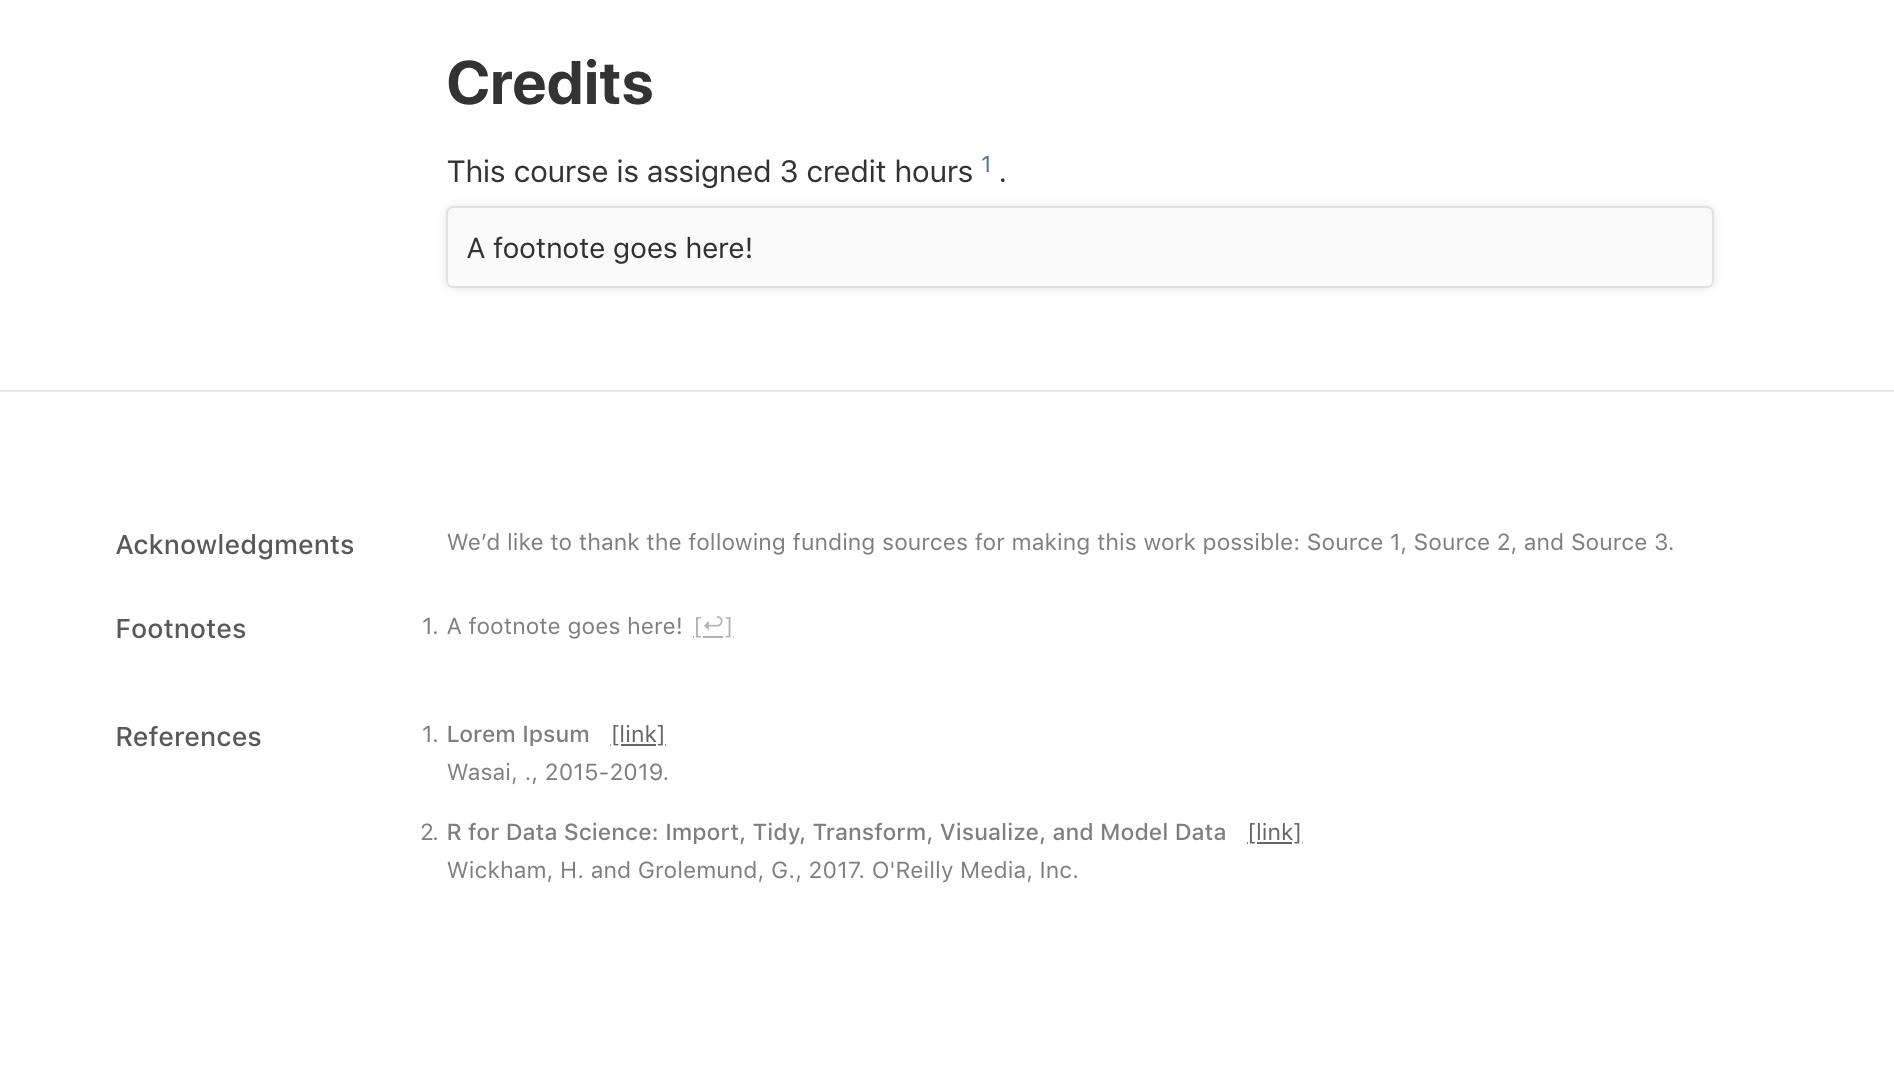 Credits
This course is assigned 3 credit hours 1 .
A footnote goes here!
Acknowledgments
We’d like to thank the following funding sources for making this work possible: Source 1, Source 2, and Source 3.
Footnotes
1. A footnote goes here! [↩]
References
1. Lorem Ipsum [link]
Wasai, ., 2015-2019.
2. R for Data Science: Import, Tidy, Transform, Visualize, and Model Data [link]
Wickham, H. and Grolemund, G., 2017. O'Reilly Media, Inc.